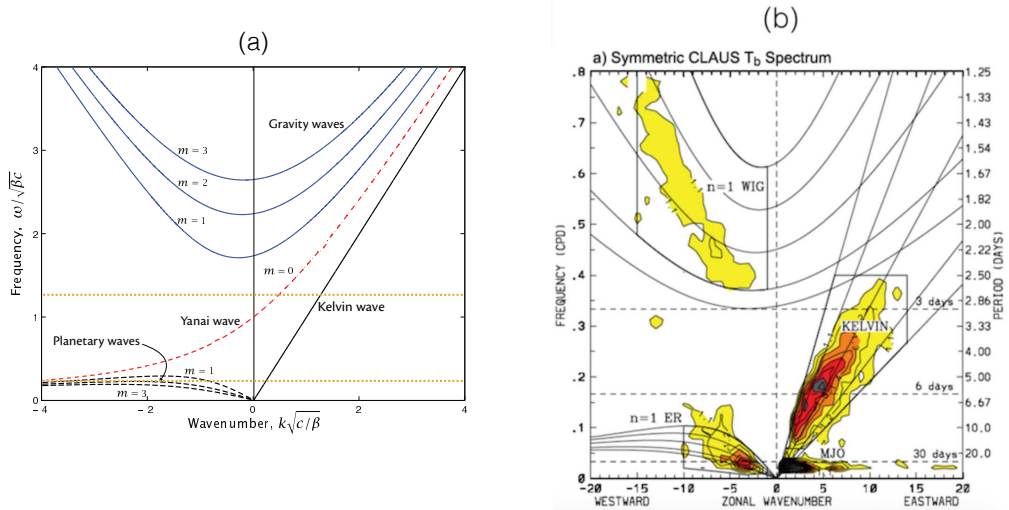 (a)
4
3
2
1
0
Frequency, ω/√βc
Gravity waves
m = 3
m = 2
m = 1
m = 0
Kelvin wave
Yanai wave
Planetary waves
m = 1
m = 3
−4 −2 0 2 4
Wavenumber, k√c/β
(b)
a) Symmetric CLAUS Tb Spectrum
.8 1.25
1.33
.7 1.43
1.54
.6 1.67
1.82
.5 2.00
2.22
.4 2.50
2.86
.3 3.33
4.00
.2 5.00
6.67
.1 10.0
20.0
0
FREQUENCY (CPD)
PERIOD (DAYS)
n=1 WIG
3 days
KELVIN
6 days
n=1 ER
MJO
30 days
-20 -15 -10 -5 0 5 10 15 20
WESTWARD ZONAL WAVENUMBER EASTWARD